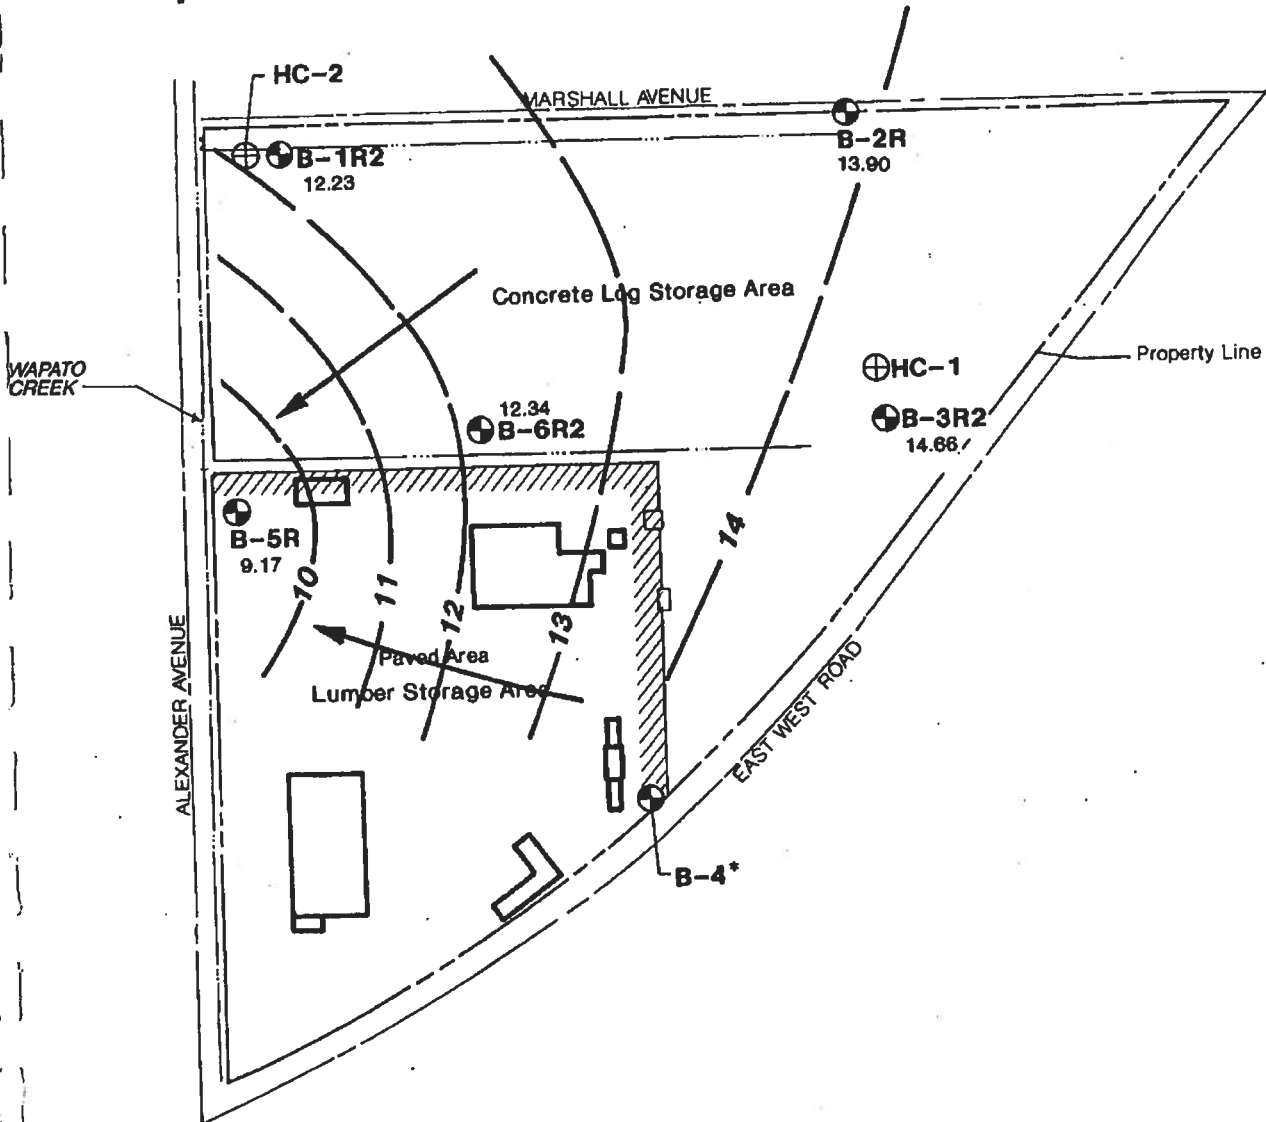 HC-2
MARSHALL AVENUE
B-1R2
12.23
B-2R
13.90
Concrete Log Storage Area
WAPATO
CREEK
HC-1
Property Line
12.34
B-6R2
B-3R2
14.66
B-5R
9.17
10
11
12
13
14
Paved Area
Lumber Storage Area
ALEXANDER AVENUE
EAST WEST ROAD
B-4*